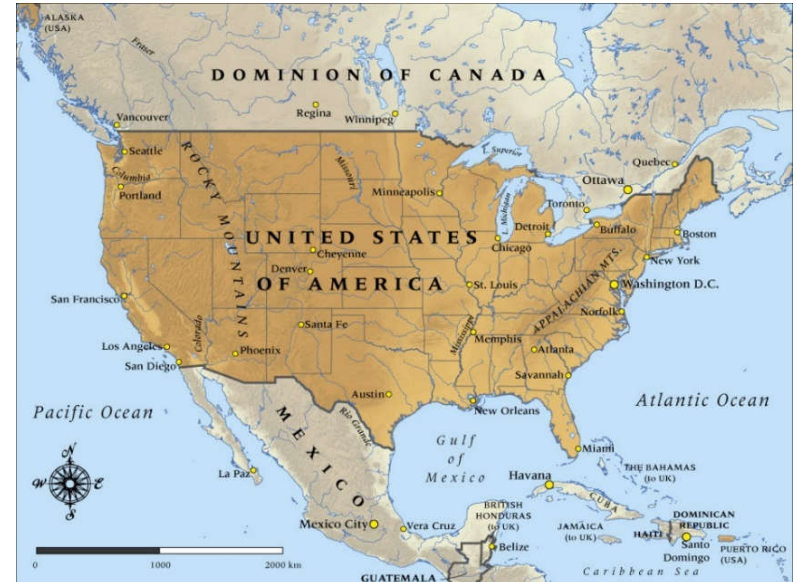 ALASKA
(USA)
Fraser
DOMINION OF CANADA
Vancouver
Regina
Winnipeg
Seattle
Columbia
Portland
ROCKY MOUNTAINS
Missouri
Minneapolis
L. Superior
L. Michigan
Quebec
Ottawa
Toronto
Detroit
Buffalo
Boston
Chicago
New York
UNITED STATES
OF AMERICA
Cheyenne
Denver
St. Louis
APPALACHIAN MTS.
Washington D.C.
Norfolk
San Francisco
Colorado
Santa Fe
Mississippi
Memphis
Los Angeles
Phoenix
Atlanta
San Diego
Savannah
Austin
New Orleans
Pacific Ocean
Atlantic Ocean
MÉXICO
Rio Grande
Gulf
of
Mexico
Miami
N
W
E
S
La Paz
Havana
THE BAHAMAS
(to UK)
CUBA
BRITISH
HONDURAS
(to UK)
Mexico City
Vera Cruz
JAMAICA
(to UK)
HAITI
DOMINICAN
REPUBLIC
Santo
Domingo
PUERTO RICO
(USA)
Belize
Caribbean Sea
GUATEMALA
0
1000
2000 km